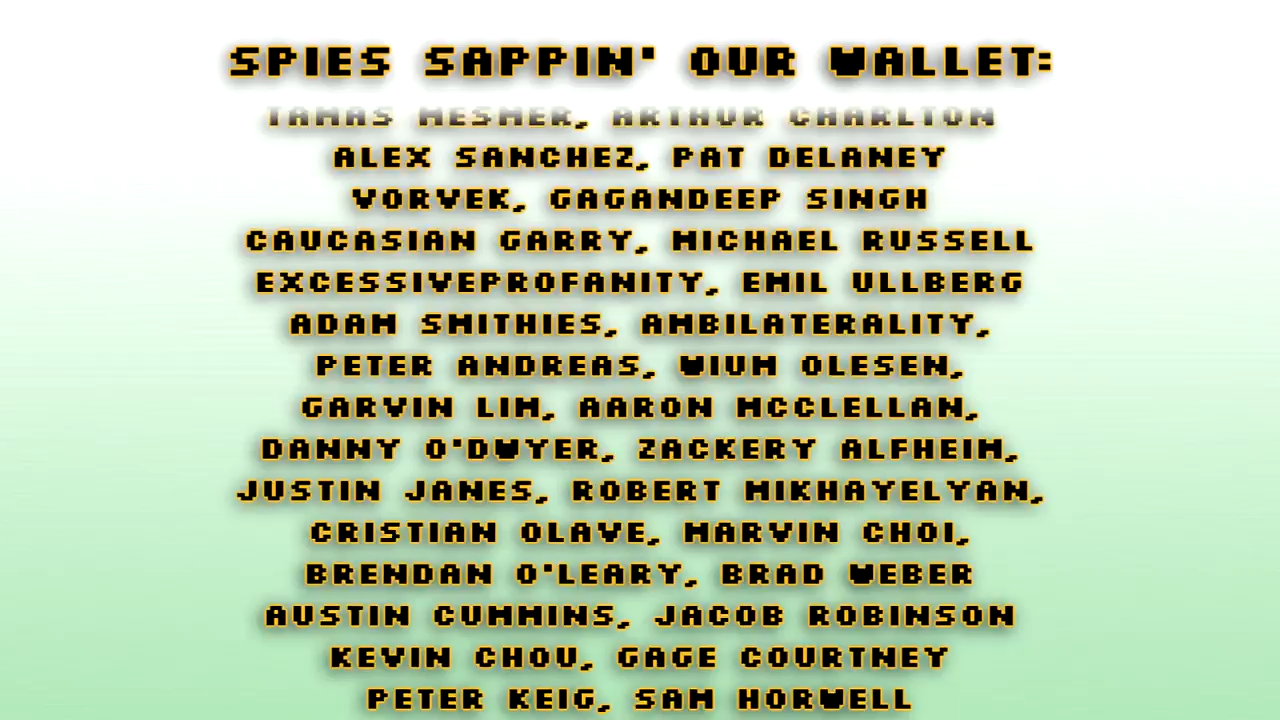 SPIES SAPPIN' OUR WALLET:
TAMAS MESMER, ARTHUR CHARLTON
ALEX SANCHEZ, PAT DELANEY
VORVEK, GAGANDEEP SINGH
CAUCASIAN GARRY, MICHAEL RUSSELL
EXCESSIVEPROFANITY, EMIL ULLBERG
ADAM SMITHIES, AMBILATERALITY,
PETER ANDREAS, WIUM OLESEN,
GARVIN LIM, AARON MCCLELLAN,
DANNY O'DWYER, ZACKERY ALFHEIM,
JUSTIN JANES, ROBERT MIKHAYELYAN,
CRISTIAN OLAVE, MARVIN CHOI,
BRENDAN O'LEARY, BRAD WEBER
AUSTIN CUMMINS, JACOB ROBINSON
KEVIN CHOU, GAGE COURTNEY
PETER KEIG, SAM HORWELL